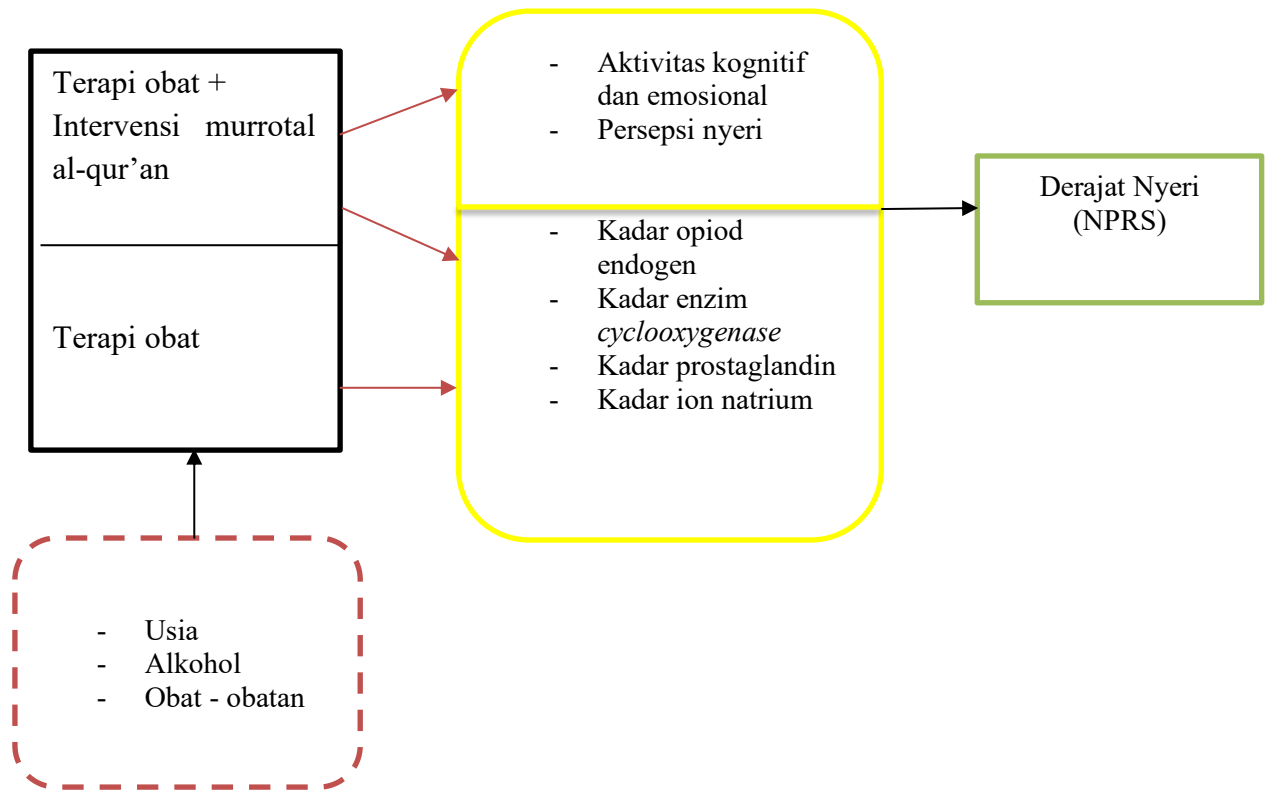 Terapi obat +
Intervensi murrotal
al-qur’an
Terapi obat
- Aktivitas kognitif
dan emosional
- Persepsi nyeri
- Kadar opiod
endogen
- Kadar enzim
cyclooxygenase
- Kadar prostaglandin
- Kadar ion natrium
Derajat Nyeri
(NPRS)
- Usia
- Alkohol
- Obat - obatan